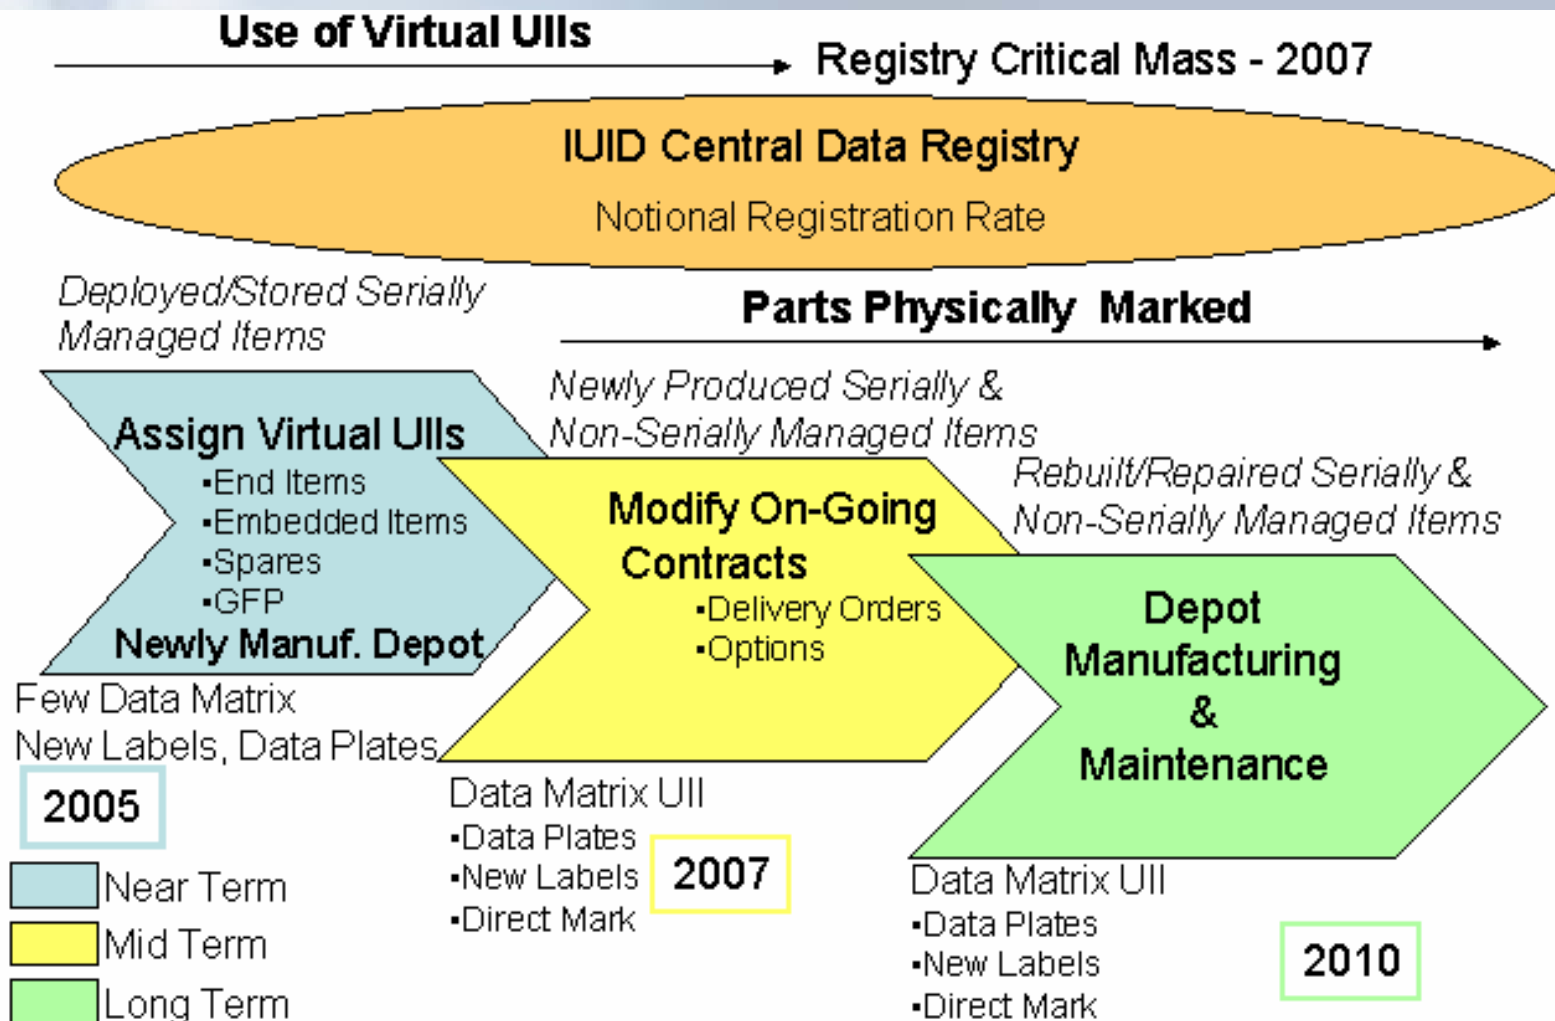 Use of Virtual UIIs
Registry Critical Mass - 2007
IUID Central Data Registry
Notional Registration Rate
Deployed/Stored Serially
Managed Items
Parts Physically Marked
Newly Produced Serially &
Non-Serially Managed Items
Rebuilt/Repaired Serially &
Non-Serially Managed Items
Assign Virtual UIIs
▪End Items
▪Embedded Items
▪Spares
▪GFP
Newly Manuf. Depot
Modify On-Going
Contracts
▪Delivery Orders
▪Options
Depot
Manufacturing
&
Maintenance
Few Data Matrix
New Labels, Data Plates
2005
Data Matrix UII
▪Data Plates
▪New Labels
▪Direct Mark
2007
Data Matrix UII
▪Data Plates
▪New Labels
▪Direct Mark
2010
Near Term
Mid Term
Long Term